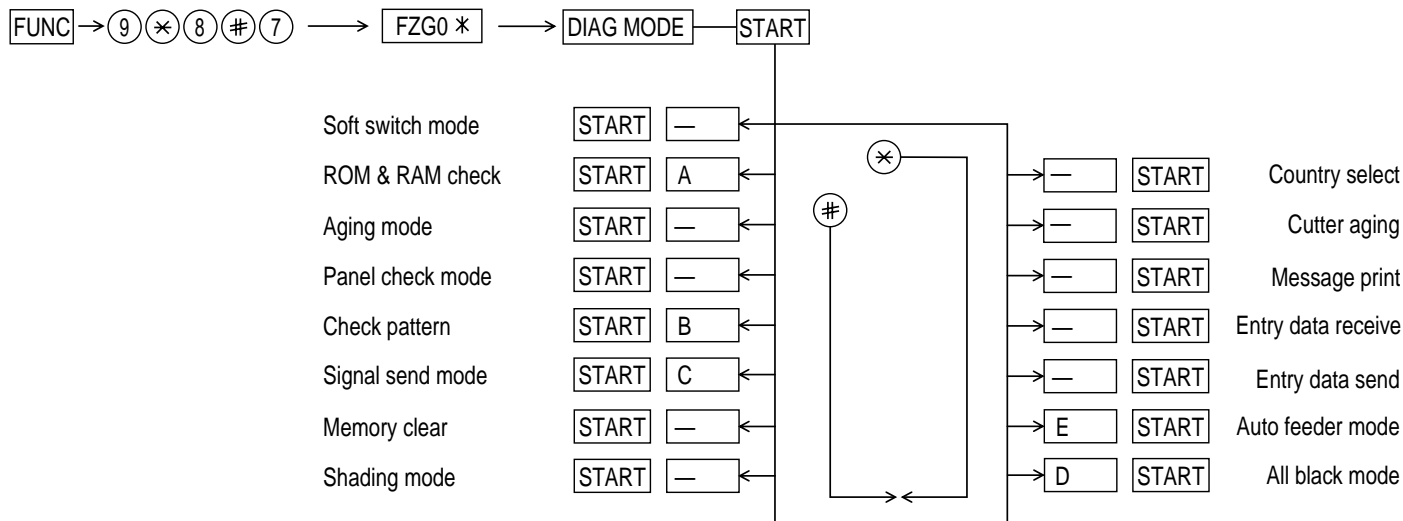 FUNC 9 * 8 # 7 FZG0 * DIAG MODE START
Soft switch mode START —
ROM & RAM check START A
Aging mode START —
Panel check mode START —
Check pattern START B
Signal send mode START C
Memory clear START —
Shading mode START —
*
#
— START Country select
— START Cutter aging
— START Message print
— START Entry data receive
— START Entry data send
E START Auto feeder mode
D START All black mode